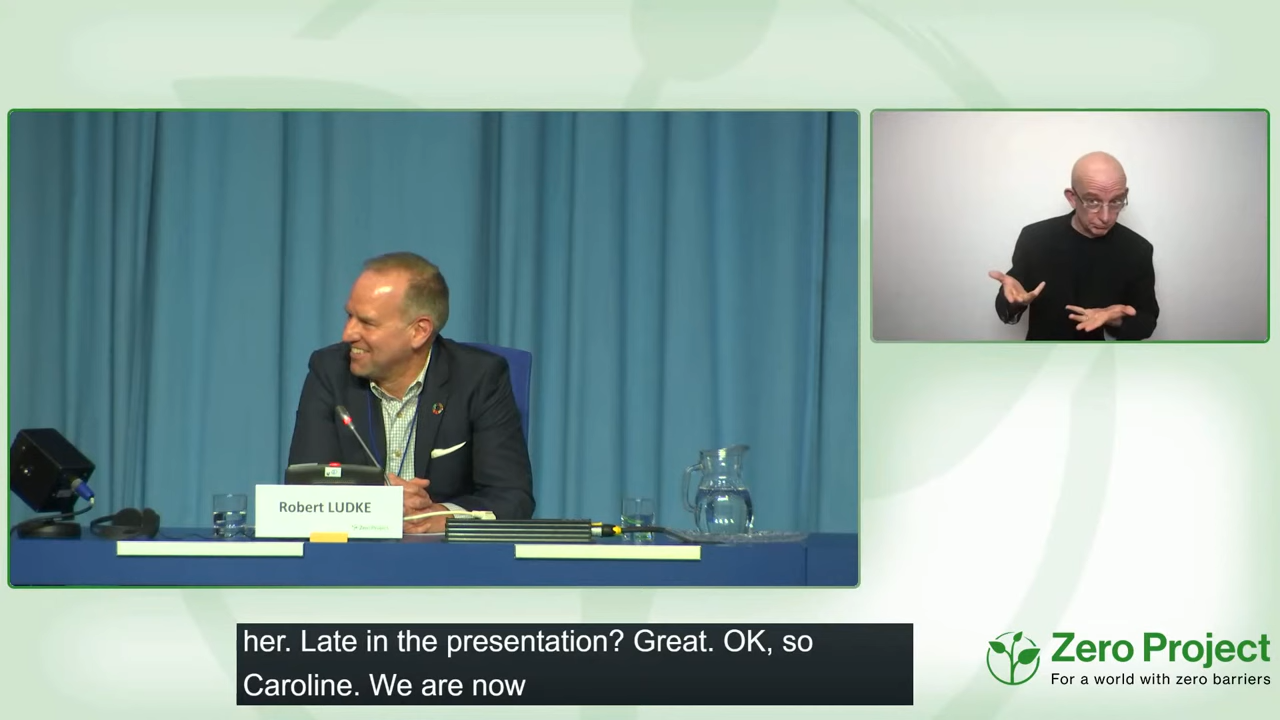 Robert LUDKE
her. Late in the presentation? Great. OK, so
Caroline. We are now
Zero Project
For a world with zero barriers